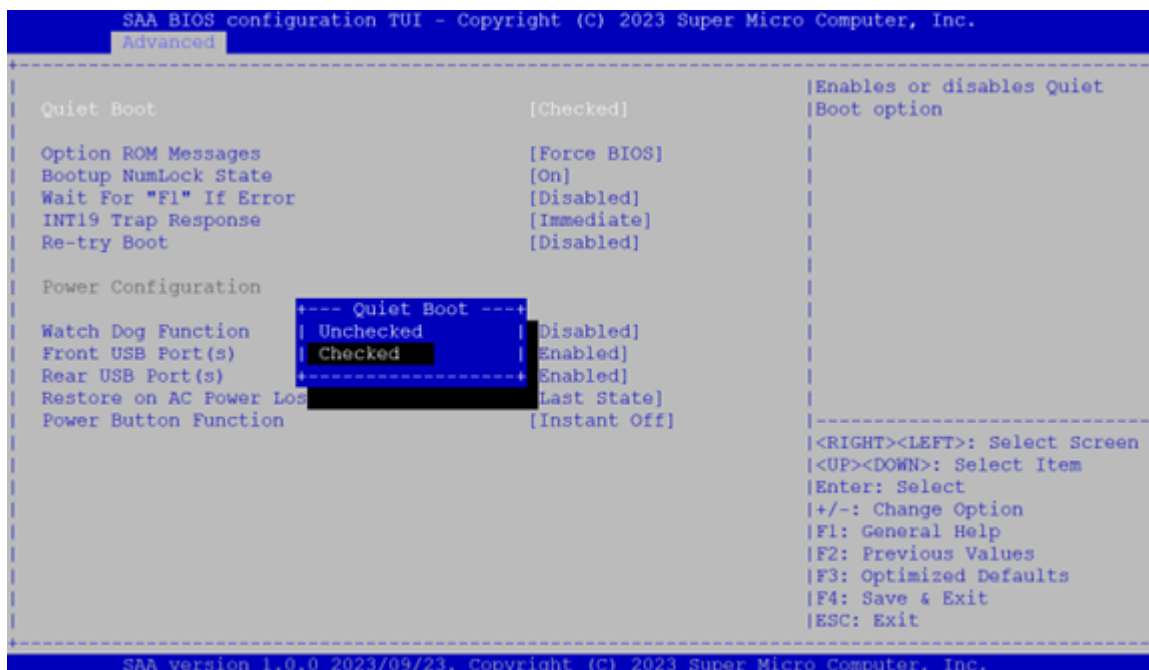 SAA BIOS configuration TUI - Copyright (C) 2023 Super Micro Computer, Inc.
Advanced
Quiet Boot [Checked]
Option ROM Messages [Force BIOS]
Bootup NumLock State [On]
Wait For "F1" If Error [Disabled]
INT19 Trap Response [Immediate]
Re-try Boot [Disabled]
Power Configuration
Watch Dog Function Disabled]
Front USB Port(s) Enabled]
Rear USB Port(s) Enabled]
Restore on AC Power Los Last State]
Power Button Function [Instant Off]
Quiet Boot
Unchecked
Checked
Enables or disables Quiet
Boot option
<RIGHT><LEFT>: Select Screen
<UP><DOWN>: Select Item
Enter: Select
+/-: Change Option
F1: General Help
F2: Previous Values
F3: Optimized Defaults
F4: Save & Exit
ESC: Exit
SAA version 1.0.0 2023/09/23. Copyright (C) 2023 Super Micro Computer, Inc.